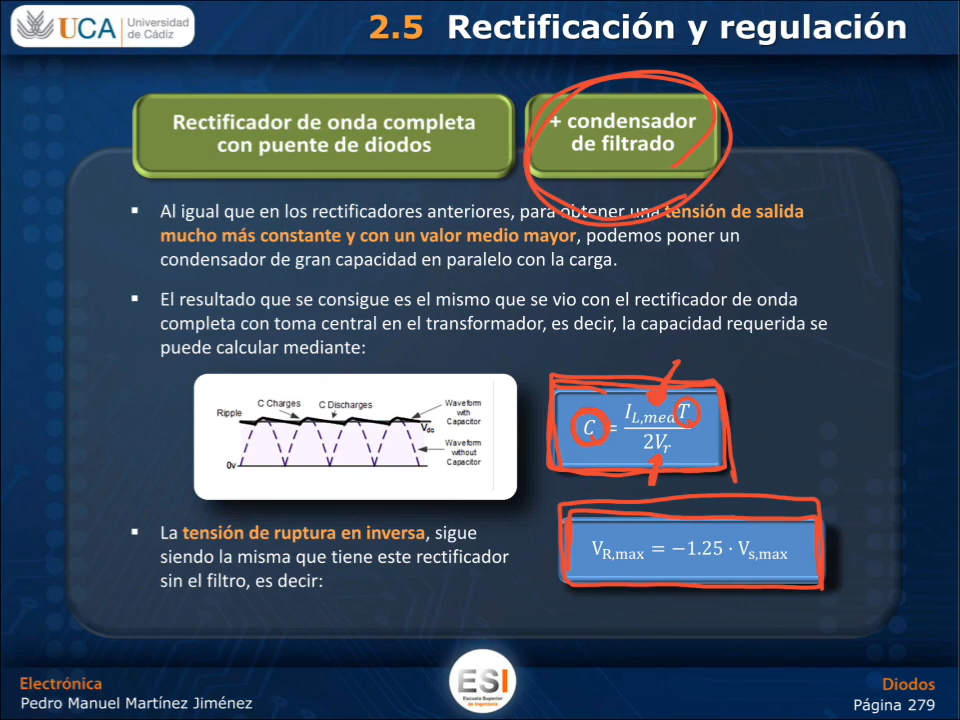 UCA
Universidad
de Cádiz
2.5 Rectificación y regulación
Rectificador de onda completa
con puente de diodos
+ condensador
de filtrado
▪ Al igual que en los rectificadores anteriores, para obtener una tensión de salida
mucho más constante y con un valor medio mayor, podemos poner un
condensador de gran capacidad en paralelo con la carga.
▪ El resultado que se consigue es el mismo que se vio con el rectificador de onda
completa con toma central en el transformador, es decir, la capacidad requerida se
puede calcular mediante:
Ripple
C Charges
C Discharges
Waveform
with
Capacitor
Vdc
Waveform
without
Capacitor
0v
C = I_{L,med} T / 2V_r
▪ La tensión de ruptura en inversa, sigue
siendo la misma que tiene este rectificador
sin el filtro, es decir:
V_{R,max} = −1.25 · V_{s,max}
Electrónica
Pedro Manuel Martínez Jiménez
ESI
Escuela Superior
de Ingeniería
Diodos
Página 279